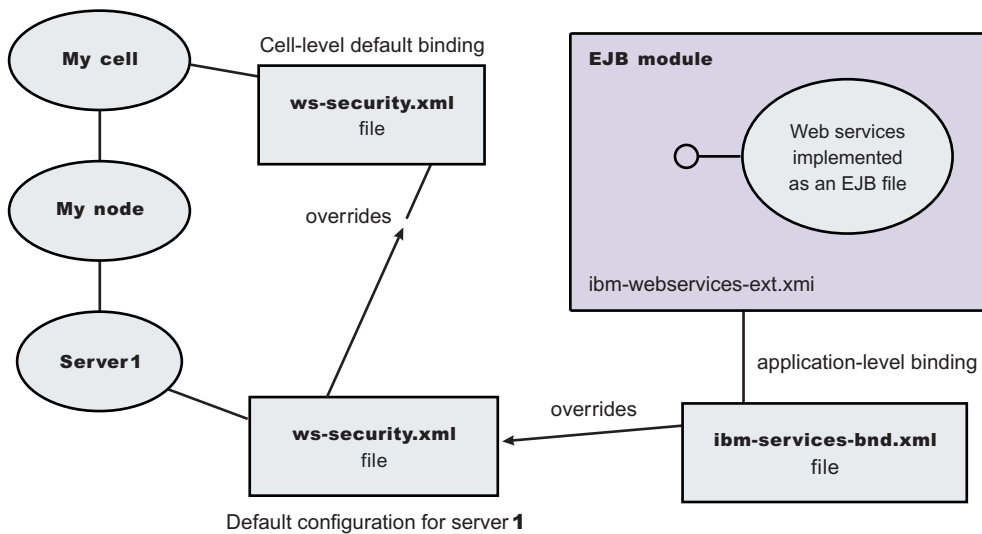 My cell
Cell-level default binding
ws-security.xml
file
EJB module
Web services
implemented
as an EJB file
My node
overrides
ibm-webservices-ext.xmi
Server1
application-level binding
ws-security.xml
file
overrides
ibm-services-bnd.xml
file
Default configuration for server1